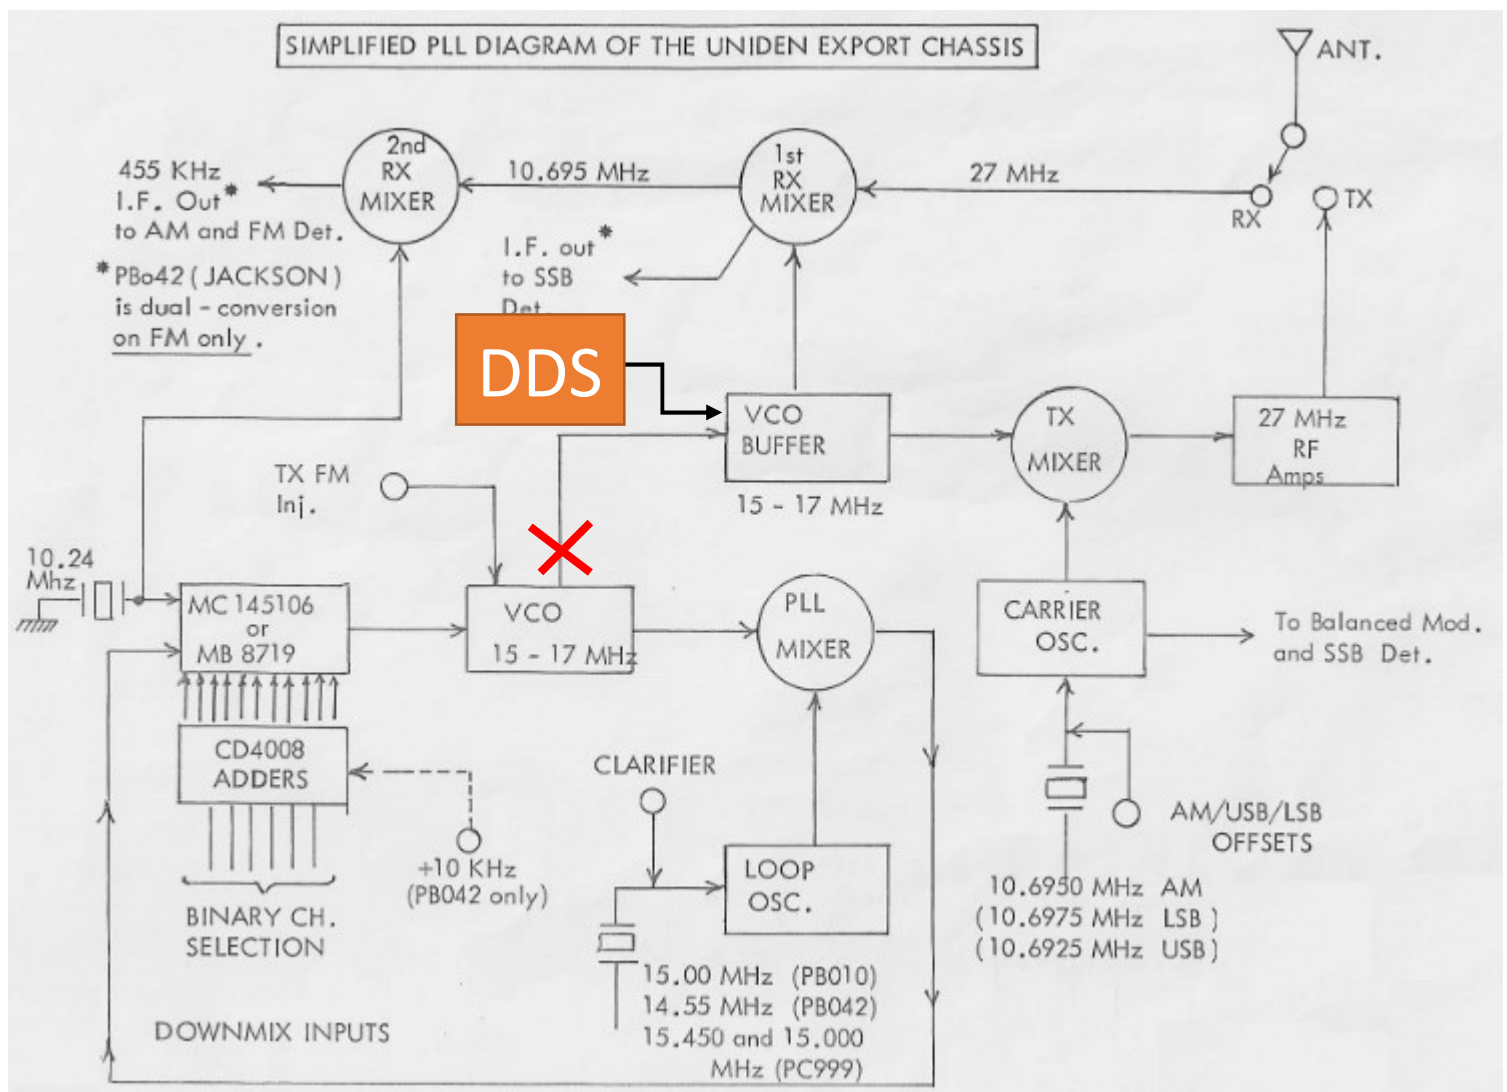 SIMPLIFIED PLL DIAGRAM OF THE UNIDEN EXPORT CHASSIS
ANT.
2nd
RX
MIXER
1st
RX
MIXER
455 KHz
I.F. Out*
to AM and FM Det.
10.695 MHz
27 MHz
RX
TX
*PBo42 (JACKSON)
is dual - conversion
on FM only .
I.F. out*
to SSB
Det.
DDS
VCO
BUFFER
15 - 17 MHz
TX
MIXER
27 MHz
RF
Amps
TX FM
Inj.
10.24
Mhz
MC 145106
or
MB 8719
VCO
15 - 17 MHz
PLL
MIXER
CARRIER
OSC.
To Balanced Mod.
and SSB Det.
CD4008
ADDERS
CLARIFIER
AM/USB/LSB
OFFSETS
+10 KHz
(PB042 only)
LOOP
OSC.
10.6950 MHz AM
(10.6975 MHz LSB )
(10.6925 MHz USB)
BINARY CH.
SELECTION
15.00 MHz (PB010)
14.55 MHz (PB042)
15.450 and 15.000
MHz (PC999)
DOWNMIX INPUTS